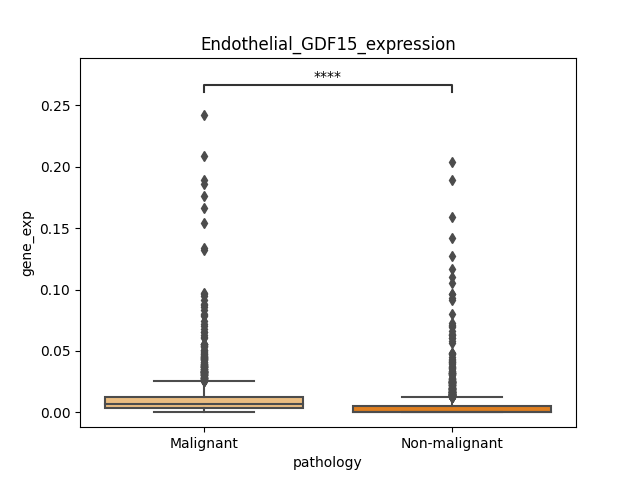 Endothelial_GDF15_expression
****
0.25
0.20
0.15
0.10
0.05
0.00
gene_exp
Malignant
Non-malignant
pathology